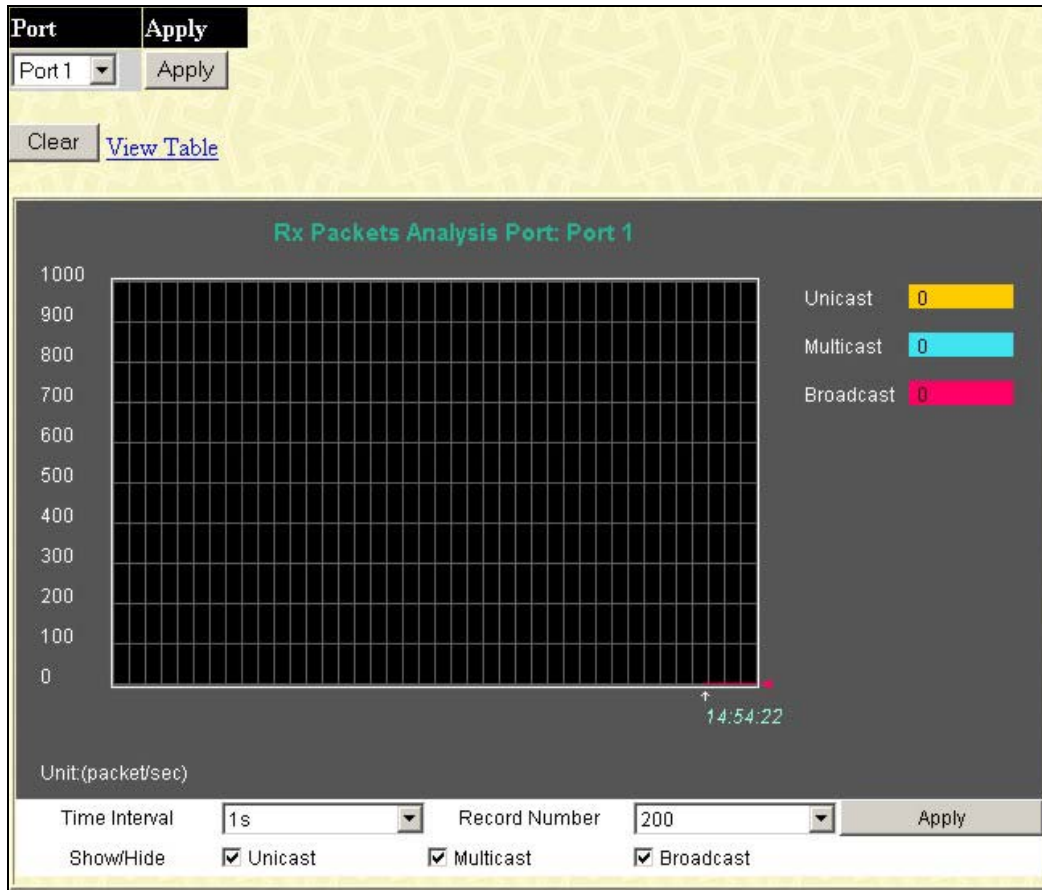 Port Apply
Port 1 Apply
Clear View Table
Rx Packets Analysis Port: Port 1
1000
900
800
700
600
500
400
300
200
100
0
Unicast 0
Multicast 0
Broadcast 0
14:54:22
Unit:(packet/sec)
Time Interval 1s Record Number 200 Apply
Show/Hide Unicast Multicast Broadcast